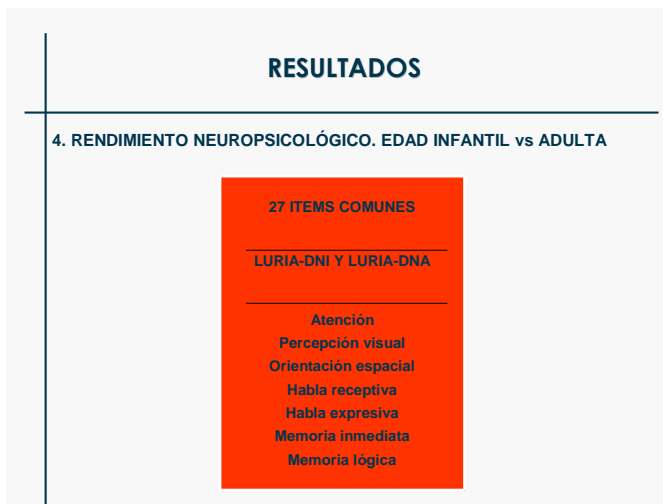 RESULTADOS
4. RENDIMIENTO NEUROPSICOLÓGICO. EDAD INFANTIL vs ADULTA
27 ITEMS COMUNES
LURIA-DNI Y LURIA-DNA
Atención
Percepción visual
Orientación espacial
Habla receptiva
Habla expresiva
Memoria inmediata
Memoria lógica